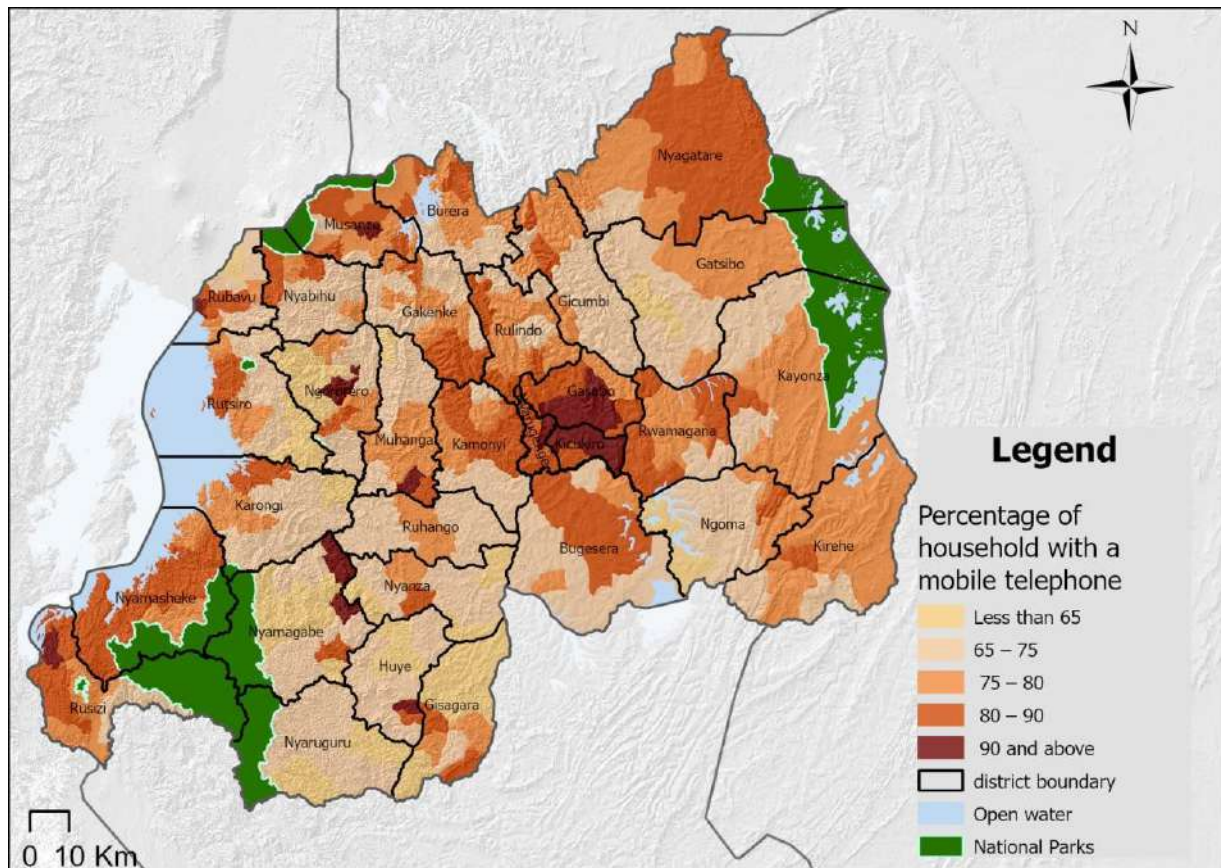 N
Nyagatare
Musanze
Burera
Gatsibo
Rubavu
Nyabihu
Gakenke
Gicumbi
Rulindo
Kayonza
Ngororero
Gasabo
Rutsiro
Muhanga
Kamonyi
Nyarugenge
Kicukiro
Rwamagana
Karongi
Ruhango
Ngoma
Bugesera
Kirehe
Nyamasheke
Nyanza
Nyamagabe
Huye
Gisagara
Rusizi
Nyaruguru
Legend
Percentage of
household with a
mobile telephone
Less than 65
65 – 75
75 – 80
80 – 90
90 and above
district boundary
Open water
National Parks
0 10 Km